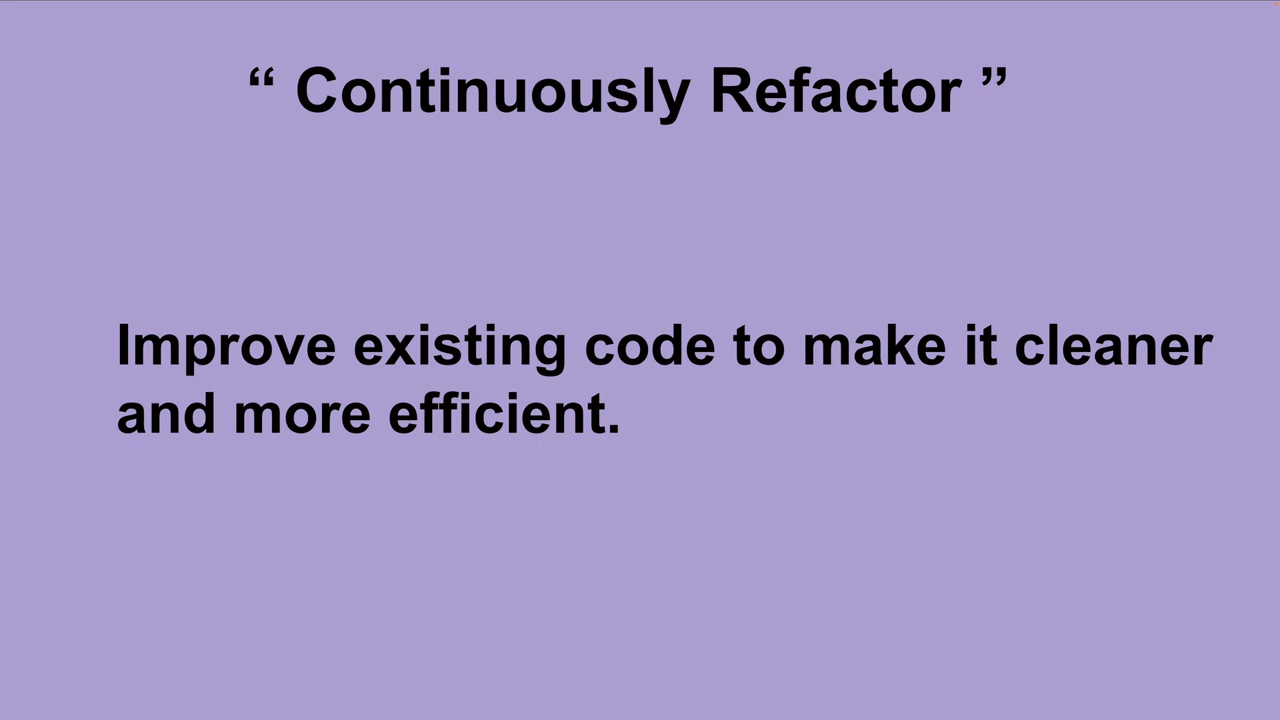 “ Continuously Refactor ”
Improve existing code to make it cleaner
and more efficient.